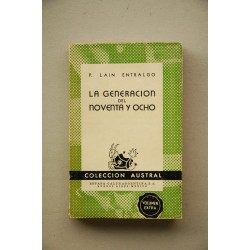 P. LAIN ENTRALGO
LA GENERACION
DEL
NOVENTA Y OCHO
COLECCION AUSTRAL
ESPASA-CALPE ARGENTINA, S.A.
VOLUMEN
EXTRA